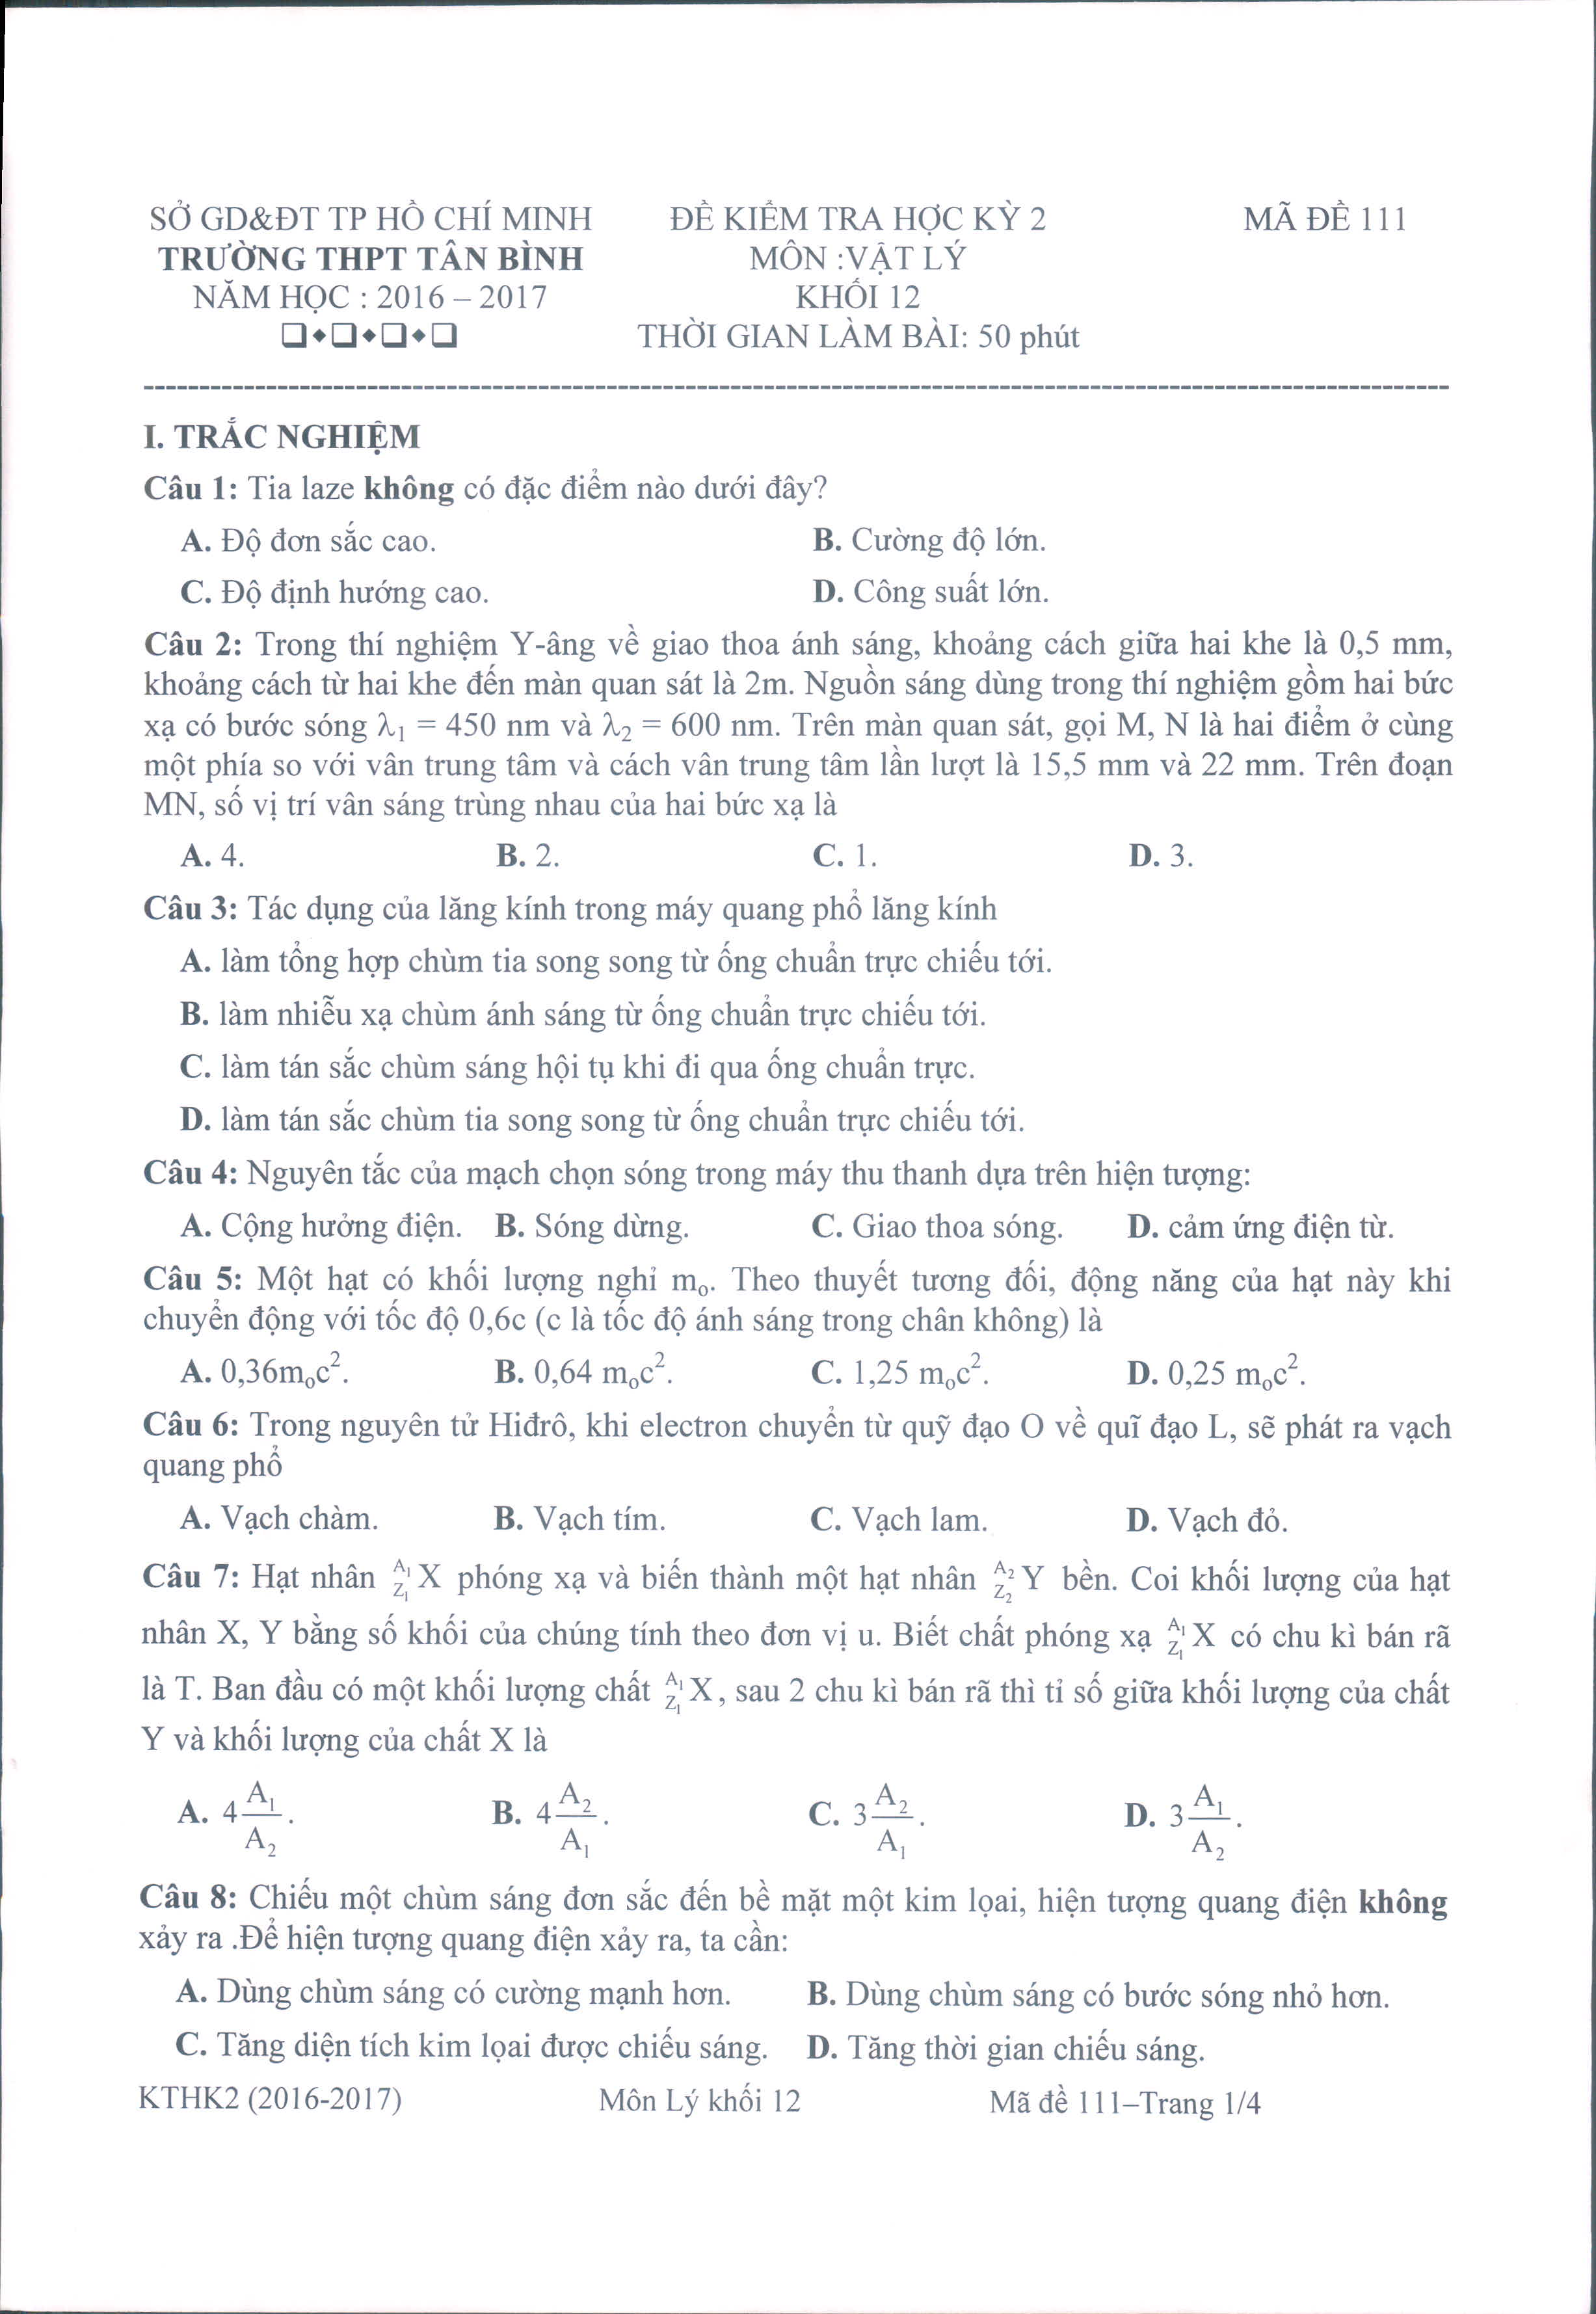 SỞ GD&ĐT TP HỒ CHÍ MINH ĐỀ KIỂM TRA HỌC KỲ 2 MÃ ĐỀ 111
TRƯỜNG THPT TÂN BÌNH MÔN :VẬT LÝ
NĂM HỌC : 2016 – 2017 KHỐI 12
❑◆❑◆❑◆❑ THỜI GIAN LÀM BÀI: 50 phút
I. TRẮC NGHIỆM
Câu 1: Tia laze không có đặc điểm nào dưới đây?
A. Độ đơn sắc cao. B. Cường độ lớn.
C. Độ định hướng cao. D. Công suất lớn.
Câu 2: Trong thí nghiệm Y-âng về giao thoa ánh sáng, khoảng cách giữa hai khe là 0,5 mm,
khoảng cách từ hai khe đến màn quan sát là 2m. Nguồn sáng dùng trong thí nghiệm gồm hai bức
xạ có bước sóng λ₁ = 450 nm và λ₂ = 600 nm. Trên màn quan sát, gọi M, N là hai điểm ở cùng
một phía so với vân trung tâm và cách vân trung tâm lần lượt là 15,5 mm và 22 mm. Trên đoạn
MN, số vị trí vân sáng trùng nhau của hai bức xạ là
A. 4. B. 2. C. 1. D. 3.
Câu 3: Tác dụng của lăng kính trong máy quang phổ lăng kính
A. làm tổng hợp chùm tia song song từ ống chuẩn trực chiếu tới.
B. làm nhiễu xạ chùm ánh sáng từ ống chuẩn trực chiếu tới.
C. làm tán sắc chùm sáng hội tụ khi đi qua ống chuẩn trực.
D. làm tán sắc chùm tia song song từ ống chuẩn trực chiếu tới.
Câu 4: Nguyên tắc của mạch chọn sóng trong máy thu thanh dựa trên hiện tượng:
A. Cộng hưởng điện. B. Sóng dừng. C. Giao thoa sóng. D. cảm ứng điện từ.
Câu 5: Một hạt có khối lượng nghỉ mₒ. Theo thuyết tương đối, động năng của hạt này khi
chuyển động với tốc độ 0,6c (c là tốc độ ánh sáng trong chân không) là
A. 0,36mₒc². B. 0,64 mₒc². C. 1,25 mₒc². D. 0,25 mₒc².
Câu 6: Trong nguyên tử Hiđrô, khi electron chuyển từ quỹ đạo O về quĩ đạo L, sẽ phát ra vạch
quang phổ
A. Vạch chàm. B. Vạch tím. C. Vạch lam. D. Vạch đỏ.
Câu 7: Hạt nhân $^{A_1}_{Z_1}X$ phóng xạ và biến thành một hạt nhân $^{A_2}_{Z_2}Y$ bền. Coi khối lượng của hạt
nhân X, Y bằng số khối của chúng tính theo đơn vị u. Biết chất phóng xạ $^{A_1}_{Z_1}X$ có chu kì bán rã
là T. Ban đầu có một khối lượng chất $^{A_1}_{Z_1}X$, sau 2 chu kì bán rã thì tỉ số giữa khối lượng của chất
Y và khối lượng của chất X là
A. $4\frac{A_1}{A_2}$. B. $4\frac{A_2}{A_1}$. C. $3\frac{A_2}{A_1}$. D. $3\frac{A_1}{A_2}$.
Câu 8: Chiếu một chùm sáng đơn sắc đến bề mặt một kim lọai, hiện tượng quang điện không
xảy ra .Để hiện tượng quang điện xảy ra, ta cần:
A. Dùng chùm sáng có cường mạnh hơn. B. Dùng chùm sáng có bước sóng nhỏ hơn.
C. Tăng diện tích kim lọai được chiếu sáng. D. Tăng thời gian chiếu sáng.
KTHK2 (2016-2017) Môn Lý khối 12 Mã đề 111–Trang 1/4